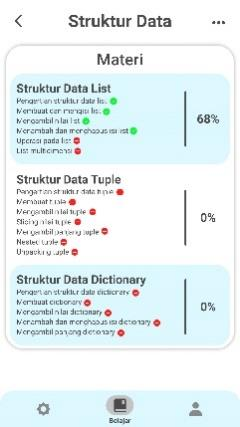 Struktur Data
Materi
Struktur Data List
Pengertian struktur data list
Membuat dan mengisi list
Mengambil nilai list
Menambah dan menghapus isi list
Operasi pada list
List multidimensi
68%
Struktur Data Tuple
Pengertian struktur data tuple
Membuat tuple
Mengambil nilai tuple
Slicing nilai tuple
Mengambil panjang tuple
Nested tuple
Unpacking tuple
0%
Struktur Data Dictionary
Pengertian struktur data dictionary
Membuat dictionary
Mengambil nilai dictionary
Menambah dan menghapus isi dictionary
Mengambil panjang dictionary
0%
Belajar